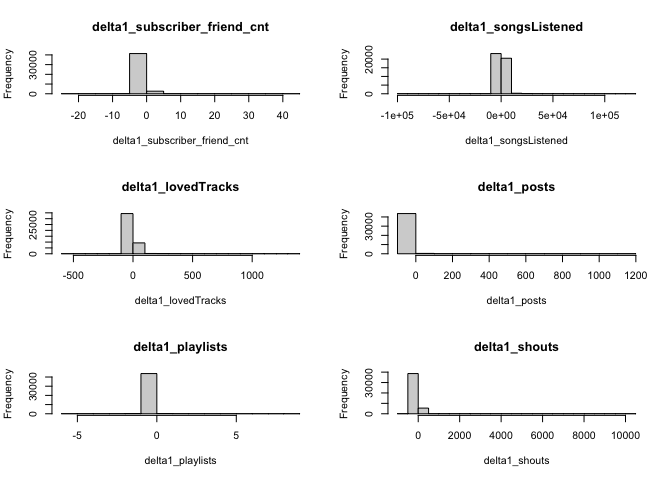 delta1_subscriber_friend_cnt
Frequency
0 30000
-20 -10 0 10 20 30 40
delta1_subscriber_friend_cnt
delta1_songsListened
Frequency
0 20000
-1e+05 -5e+04 0e+00 5e+04 1e+05
delta1_songsListened
delta1_lovedTracks
Frequency
0 25000
-500 0 500 1000
delta1_lovedTracks
delta1_posts
Frequency
0 30000
0 200 400 600 800 1000 1200
delta1_posts
delta1_playlists
Frequency
0 30000
-5 0 5
delta1_playlists
delta1_shouts
Frequency
0 30000
0 2000 4000 6000 8000 10000
delta1_shouts